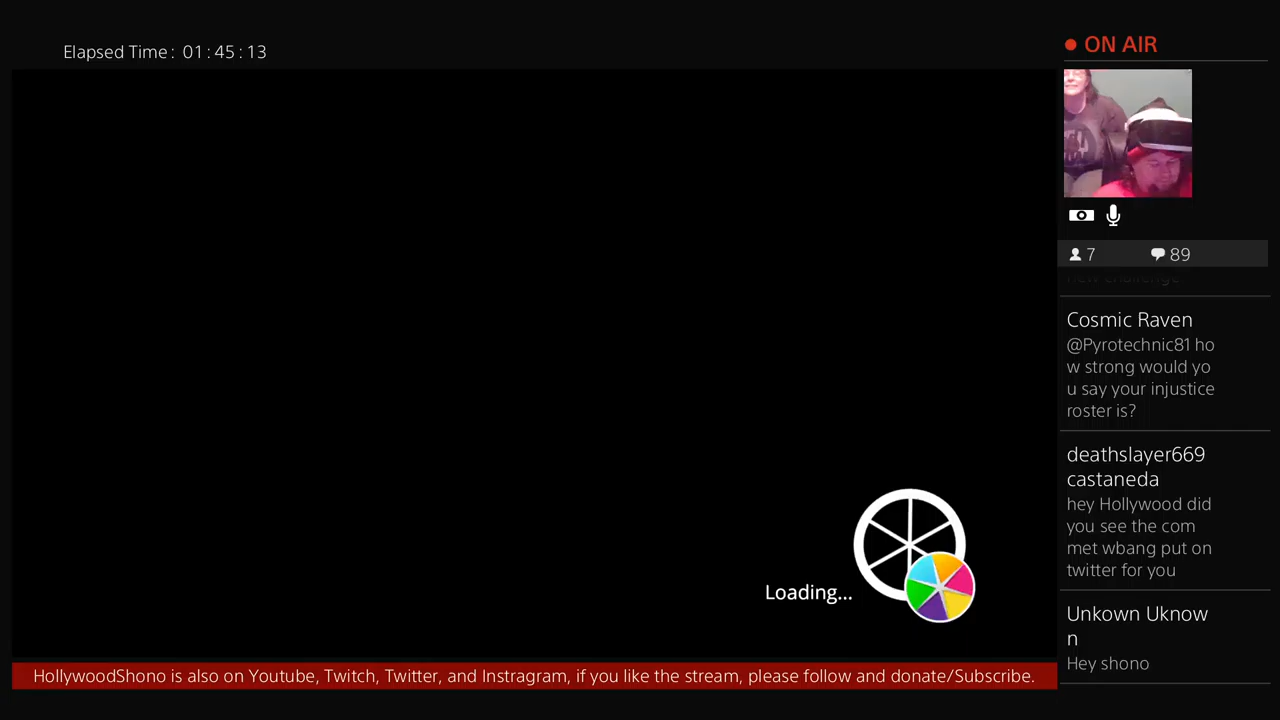 Elapsed Time: 01:45:13
ON AIR
7 89
new challenge
Cosmic Raven
@Pyrotechnic81 ho
w strong would yo
u say your injustice
roster is?
deathslayer669
castaneda
hey Hollywood did
you see the com
met wbang put on
twitter for you
Unkown Uknow
n
Hey shono
Loading...
HollywoodShono is also on Youtube, Twitch, Twitter, and Instragram, if you like the stream, please follow and donate/Subscribe.